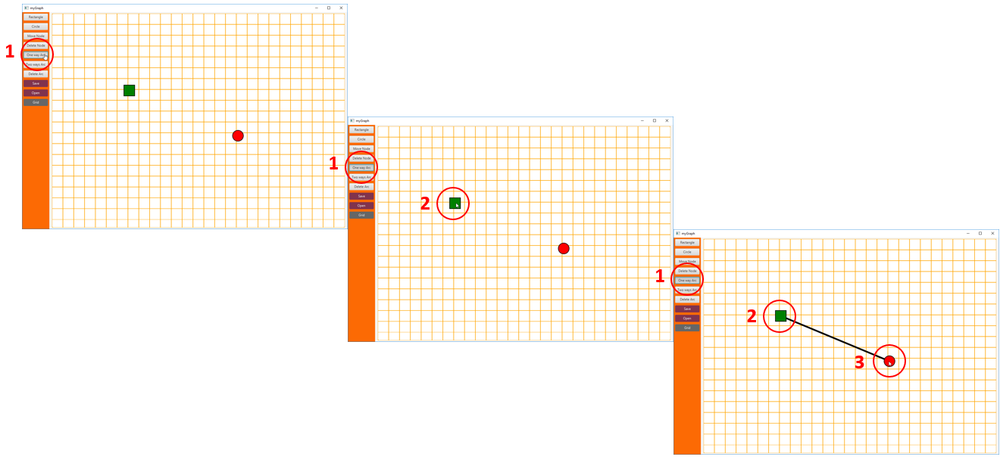 myGraph
Rectangle
Circle
Move Node
Delete Node
1
One way Arc
Two ways Arc
Delete Arc
Save
Open
Grid
myGraph
Rectangle
Circle
Move Node
Delete Node
1
One way Arc
Two ways Arc
Delete Arc
Save
Open
Grid
2
myGraph
Rectangle
Circle
Move Node
Delete Node
1
One way Arc
Two ways Arc
Delete Arc
Save
Open
Grid
2
3